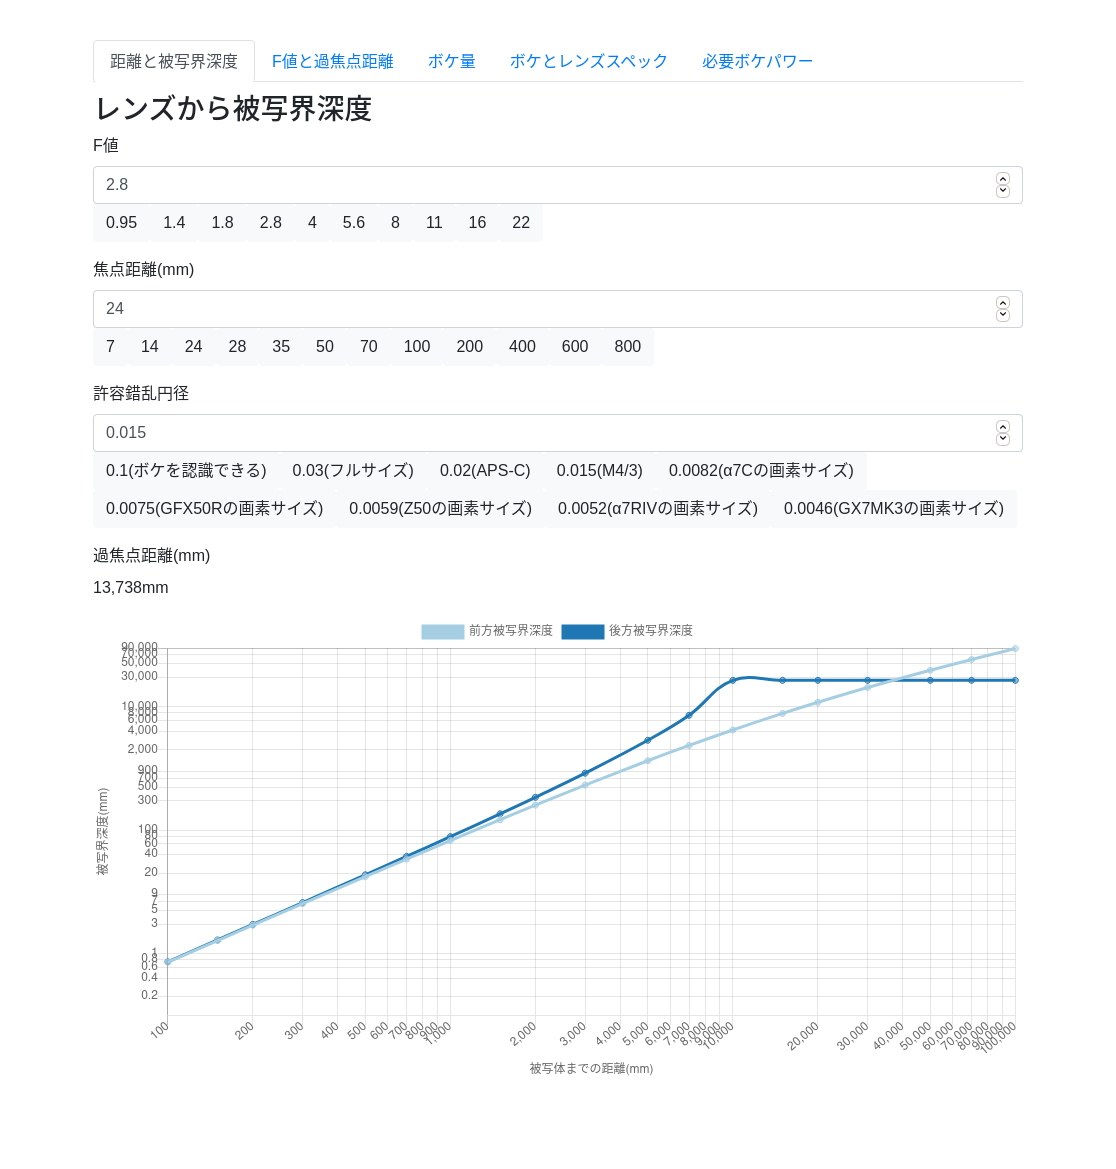 距離と被写界深度 F値と過焦点距離 ボケ量 ボケとレンズスペック 必要ボケパワー
レンズから被写界深度
F値
2.8
0.95 1.4 1.8 2.8 4 5.6 8 11 16 22
焦点距離(mm)
24
7 14 24 28 35 50 70 100 200 400 600 800
許容錯乱円径
0.015
0.1(ボケを認識できる) 0.03(フルサイズ) 0.02(APS-C) 0.015(M4/3) 0.0082(α7Cの画素サイズ)
0.0075(GFX50Rの画素サイズ) 0.0059(Z50の画素サイズ) 0.0052(α7RIVの画素サイズ) 0.0046(GX7MK3の画素サイズ)
過焦点距離(mm)
13,738mm
前方被写界深度 後方被写界深度
90,000
70,000
50,000
30,000
10,000
8,000
6,000
4,000
2,000
900
700
500
300
100
80
60
40
20
9
7
5
3
1
0.8
0.6
0.4
0.2
被写界深度(mm)
100 200 300 400 500 600 700 800 900 1,000 2,000 3,000 4,000 5,000 6,000 7,000 8,000 9,000 10,000 20,000 30,000 40,000 50,000 60,000 70,000 80,000 90,000 100,000
被写体までの距離(mm)